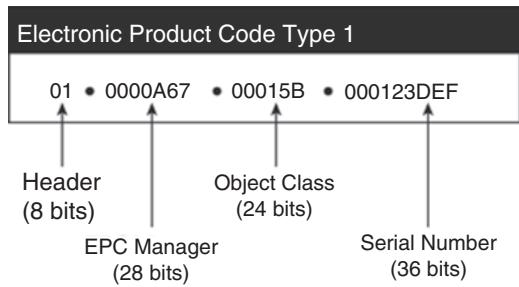 Electronic Product Code Type 1
01 • 0000A67 • 00015B • 000123DEF
Header
(8 bits)
Object Class
(24 bits)
EPC Manager
(28 bits)
Serial Number
(36 bits)